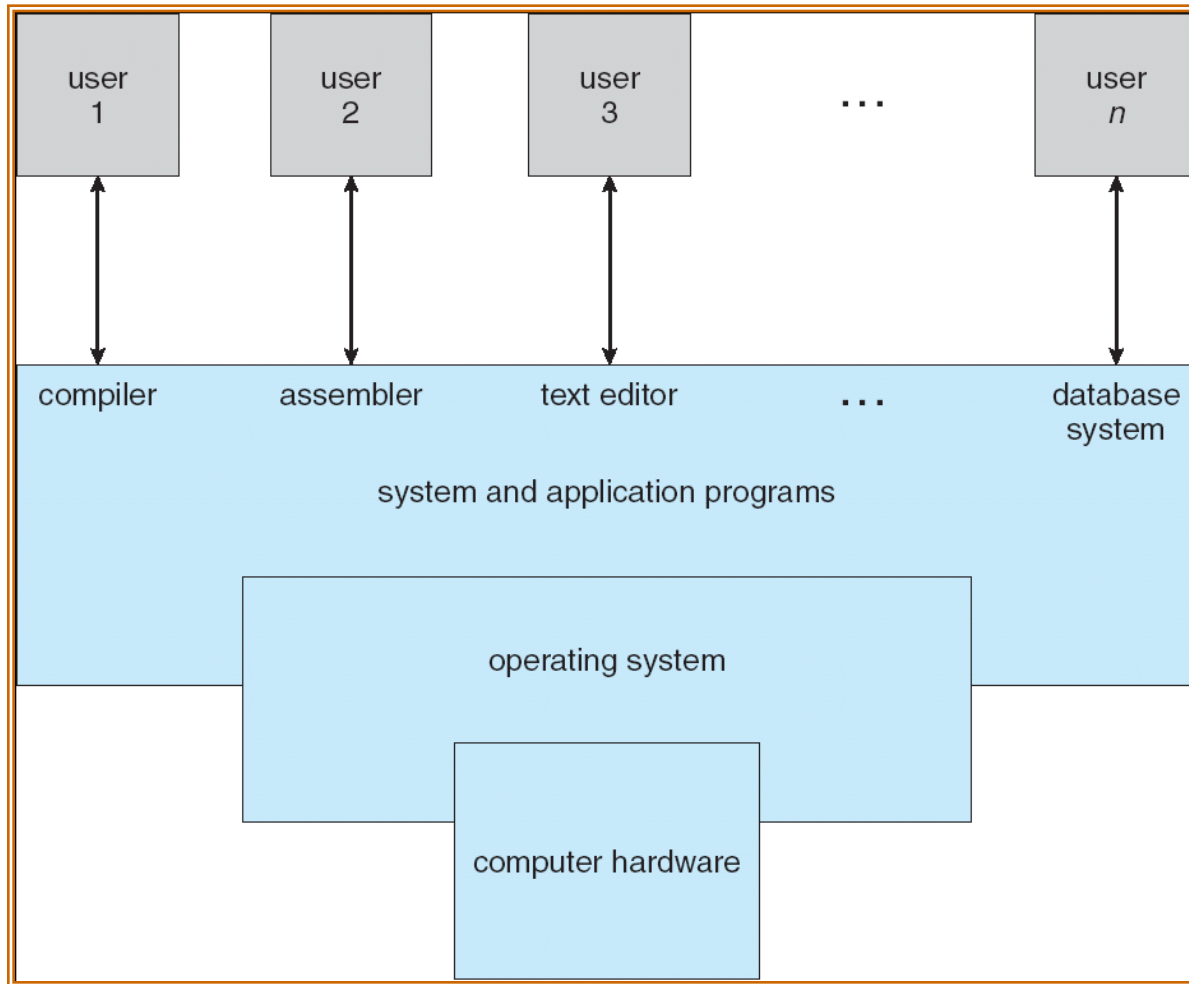 user
1
user
2
user
3
...
user
n
compiler
assembler
text editor
...
database
system
system and application programs
operating system
computer hardware